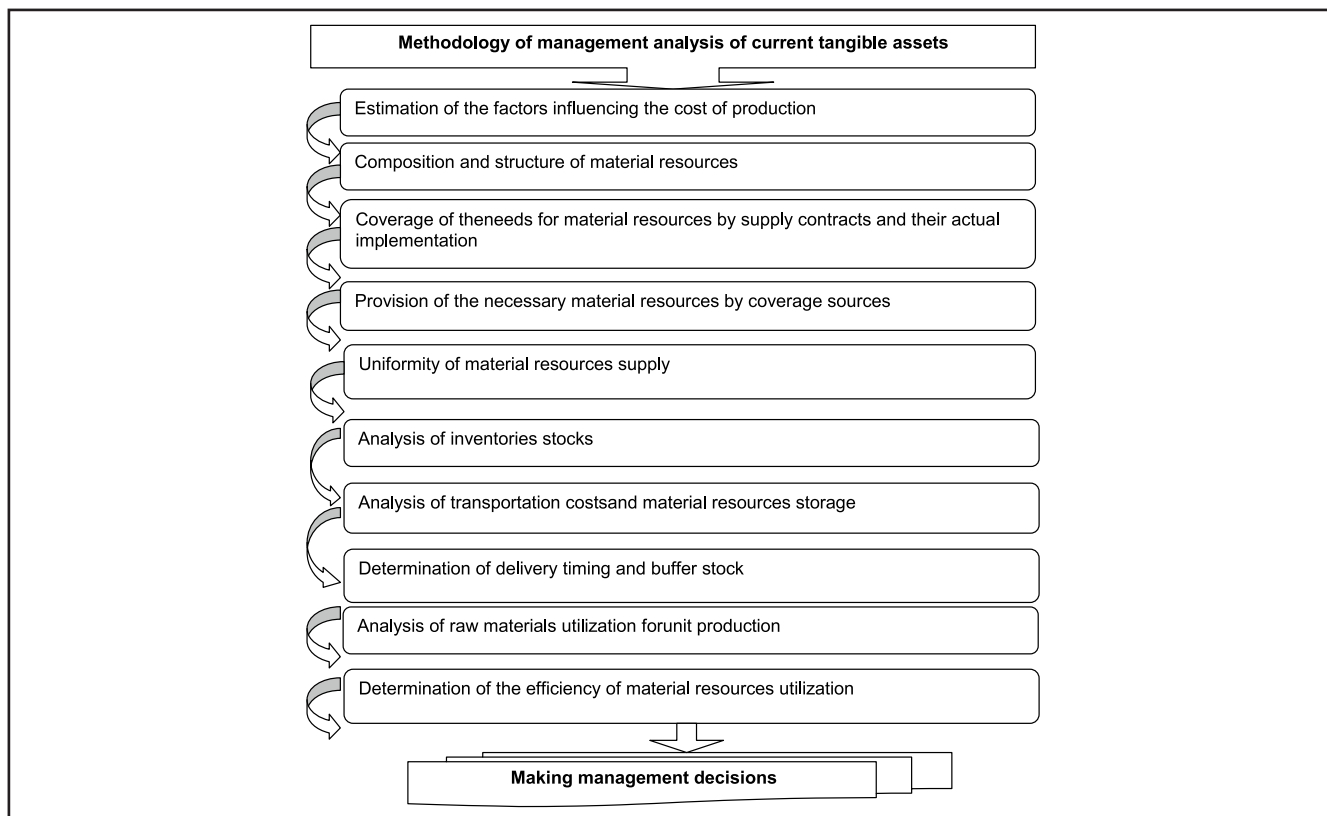 Methodology of management analysis of current tangible assets
Estimation of the factors influencing the cost of production
Composition and structure of material resources
Coverage of theneeds for material resources by supply contracts and their actual
implementation
Provision of the necessary material resources by coverage sources
Uniformity of material resources supply
Analysis of inventories stocks
Analysis of transportation costsand material resources storage
Determination of delivery timing and buffer stock
Analysis of raw materials utilization forunit production
Determination of the efficiency of material resources utilization
Making management decisions